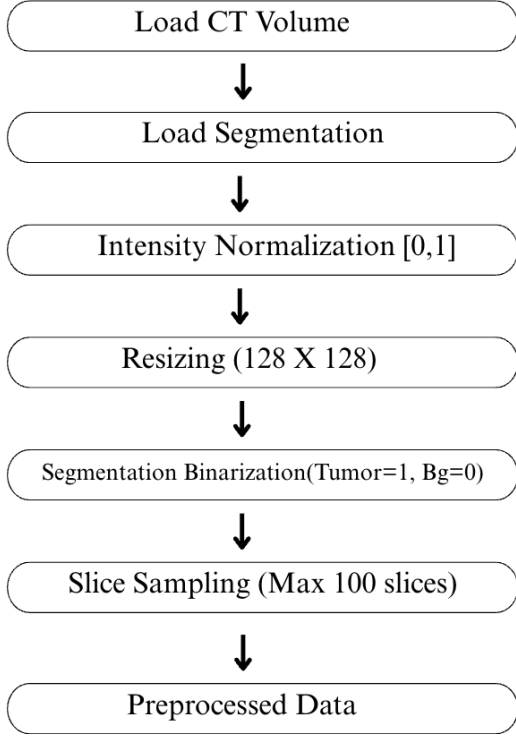 Load CT Volume
Load Segmentation
Intensity Normalization [0,1]
Resizing (128 X 128)
Segmentation Binarization(Tumor=1, Bg=0)
Slice Sampling (Max 100 slices)
Preprocessed Data